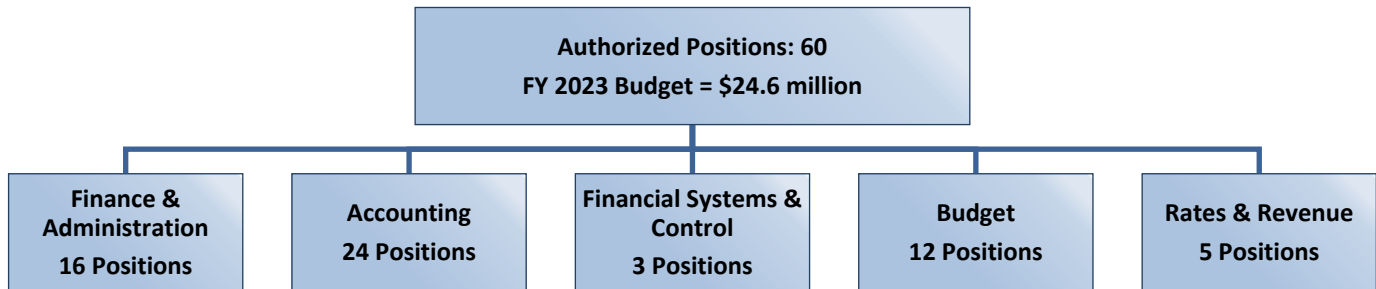 Authorized Positions: 60
FY 2023 Budget = $24.6 million
Finance &
Administration
16 Positions
Accounting
24 Positions
Financial Systems &
Control
3 Positions
Budget
12 Positions
Rates & Revenue
5 Positions